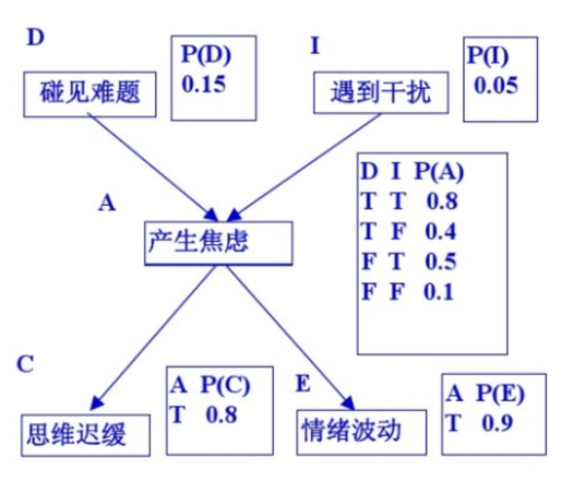 D
P(D)
0.15
碰见难题
I
P(I)
0.05
遇到干扰
A
产生焦虑
D I P(A)
T T 0.8
T F 0.4
F T 0.5
F F 0.1
C
A P(C)
T 0.8
思维迟缓
E
A P(E)
T 0.9
情绪波动